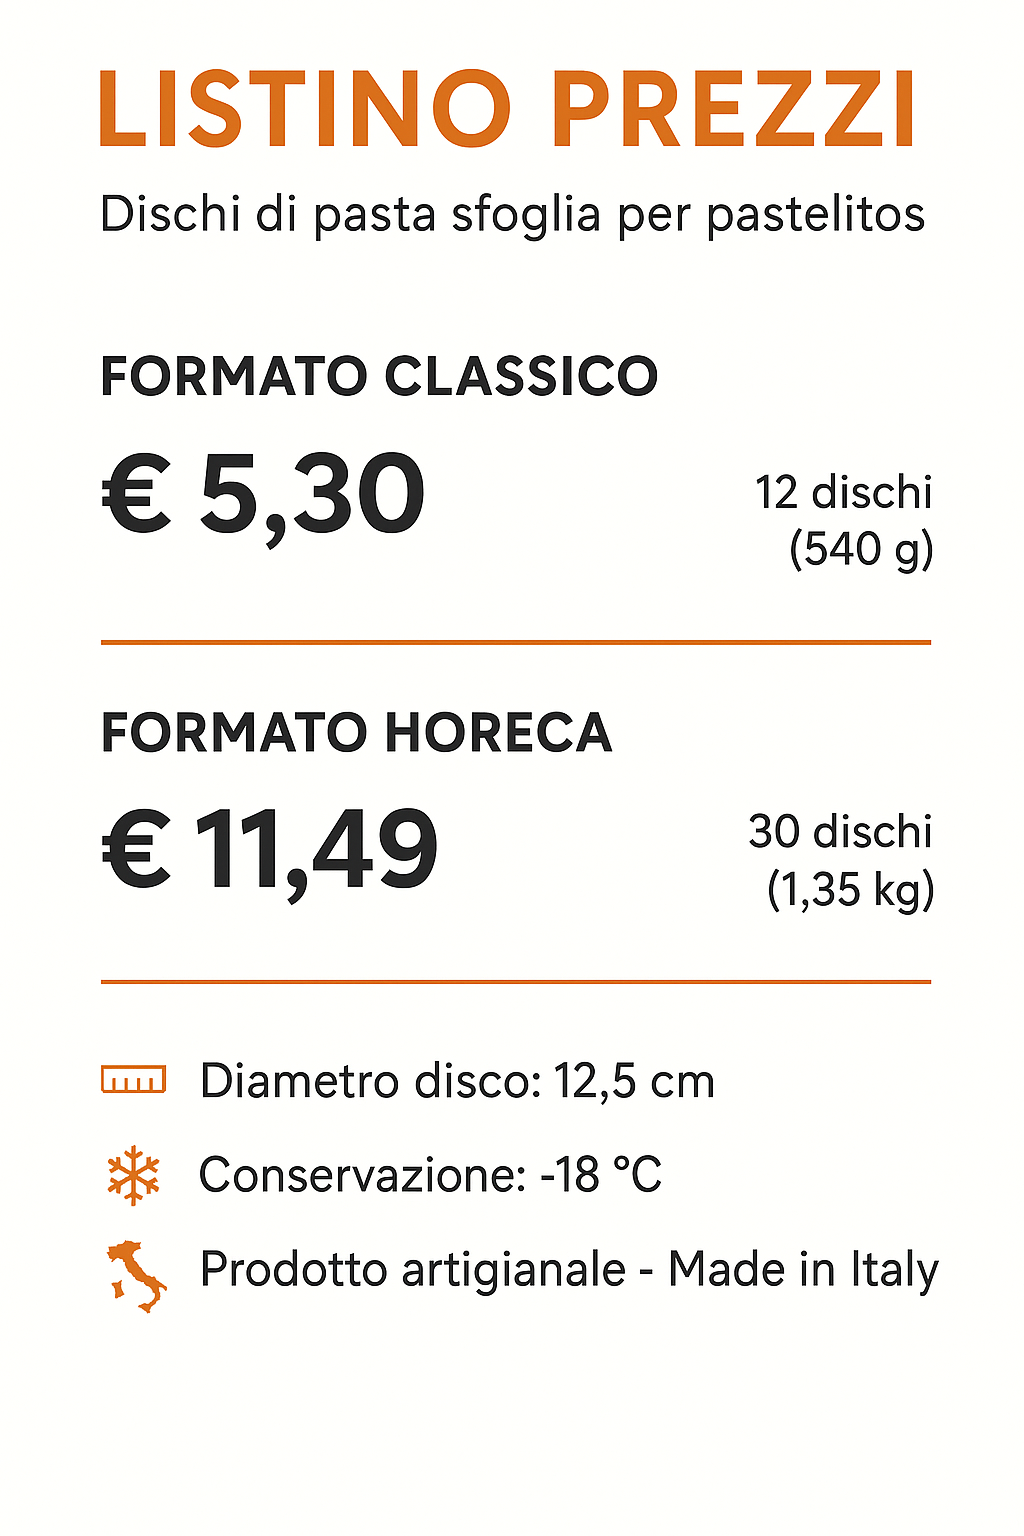 LISTINO PREZZI
Dischi di pasta sfoglia per pastelitos
FORMATO CLASSICO
€ 5,30
12 dischi
(540 g)
FORMATO HORECA
€ 11,49
30 dischi
(1,35 kg)
Diametro disco: 12,5 cm
Conservazione: -18 °C
Prodotto artigianale - Made in Italy